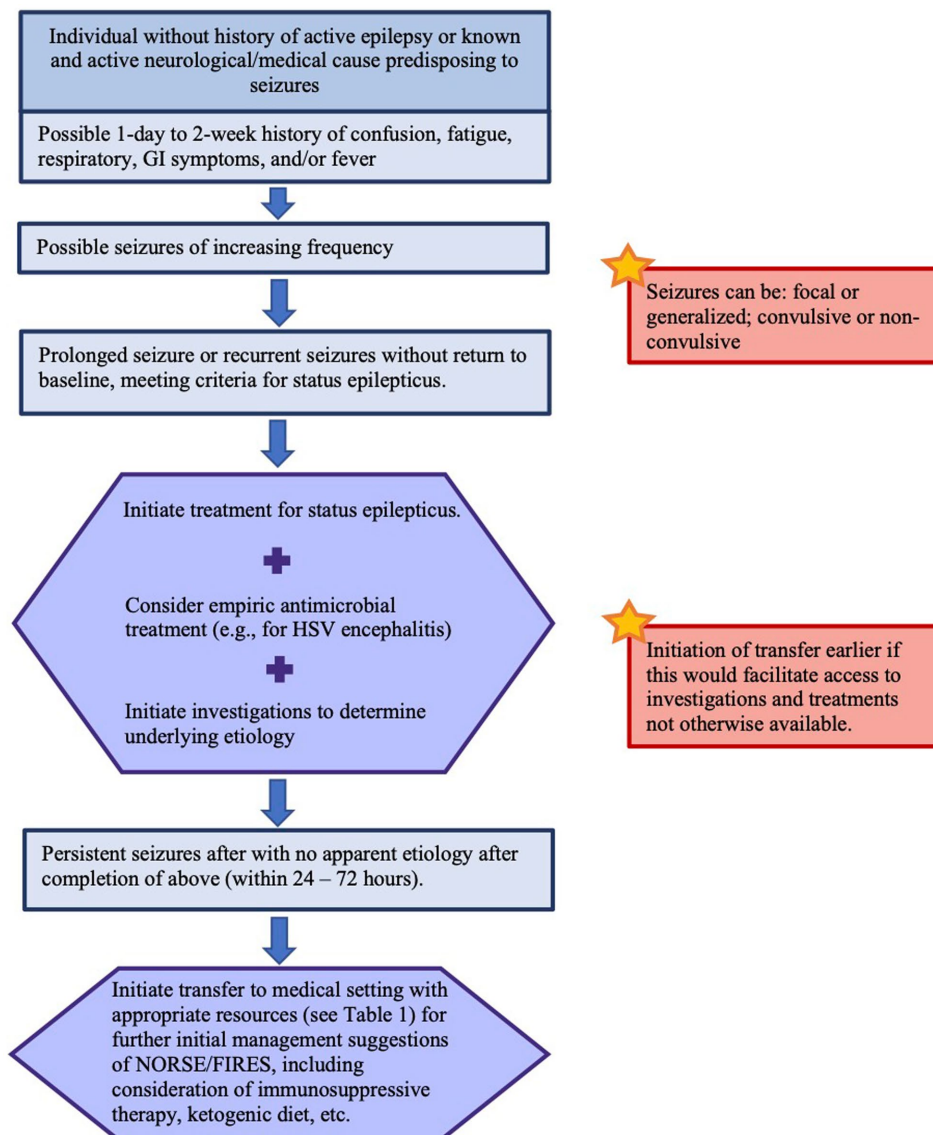 Individual without history of active epilepsy or known
and active neurological/medical cause predisposing to
seizures
Possible 1-day to 2-week history of confusion, fatigue,
respiratory, GI symptoms, and/or fever
Possible seizures of increasing frequency
Seizures can be: focal or
generalized; convulsive or non-
convulsive
Prolonged seizure or recurrent seizures without return to
baseline, meeting criteria for status epilepticus.
Initiate treatment for status epilepticus.
Consider empiric antimicrobial
treatment (e.g., for HSV encephalitis)
Initiate investigations to determine
underlying etiology
Initiation of transfer earlier if
this would facilitate access to
investigations and treatments
not otherwise available.
Persistent seizures after with no apparent etiology after
completion of above (within 24 – 72 hours).
Initiate transfer to medical setting with
appropriate resources (see Table 1) for
further initial management suggestions
of NORSE/FIRES, including
consideration of immunosuppressive
therapy, ketogenic diet, etc.